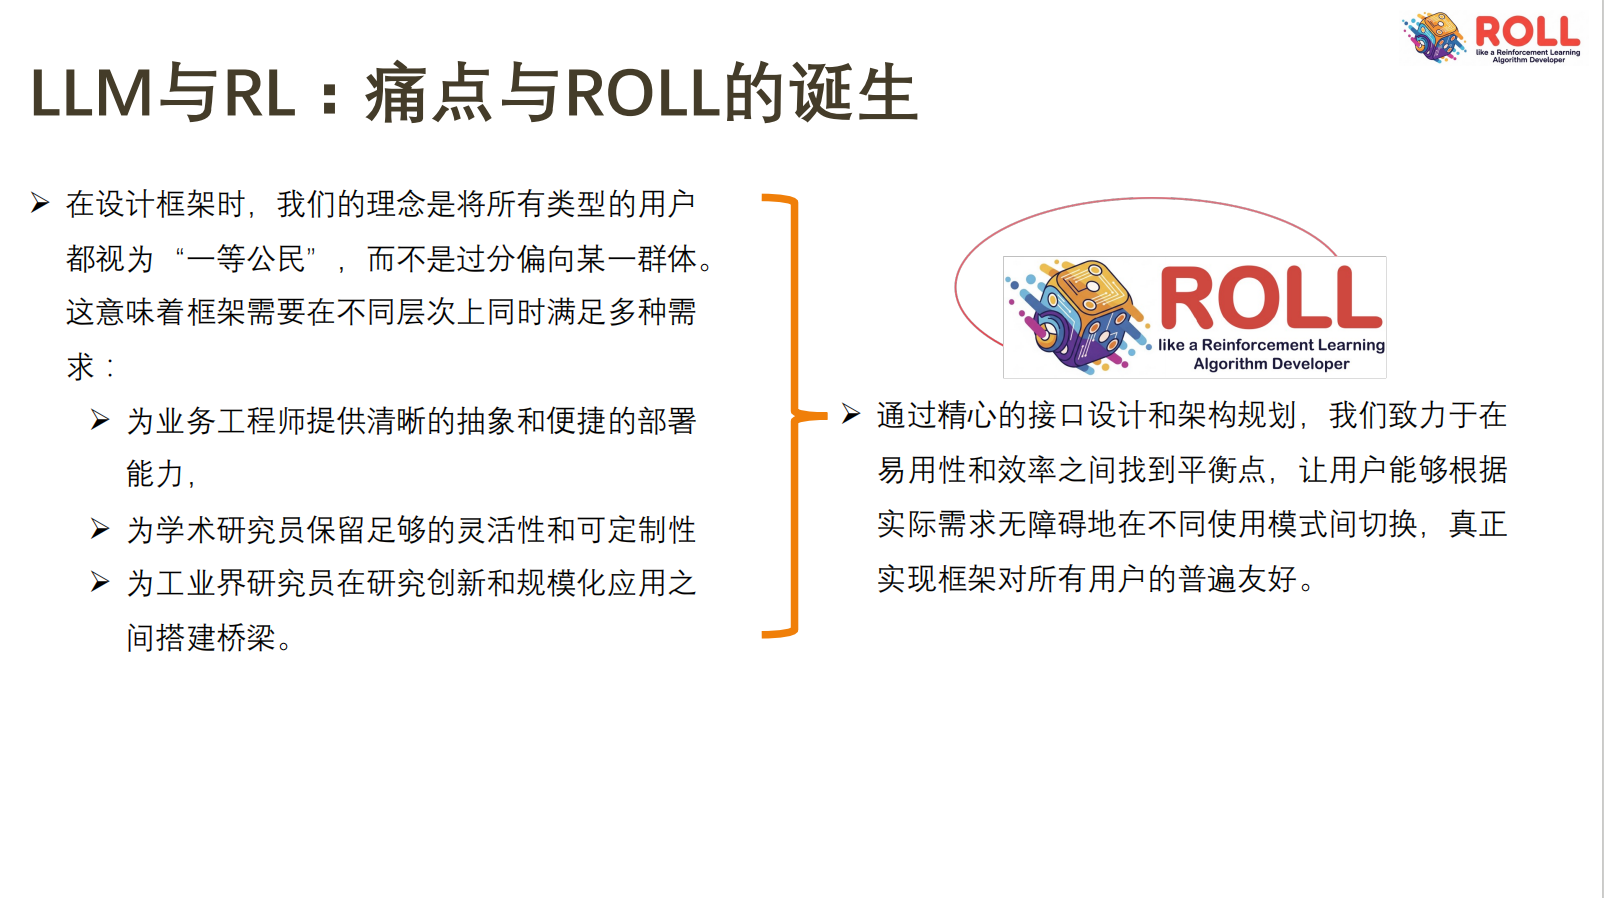 ROLL
like a Reinforcement Learning
Algorithm Developer
LLM与RL：痛点与ROLL的诞生
在设计框架时，我们的理念是将所有类型的用户
都视为“一等公民”，而不是过分偏向某一群体。
这意味着框架需要在不同层次上同时满足多种需
求：
为业务工程师提供清晰的抽象和便捷的部署
能力，
为学术研究员保留足够的灵活性和可定制性
为工业界研究员在研究创新和规模化应用之
间搭建桥梁。
ROLL
like a Reinforcement Learning
Algorithm Developer
通过精心的接口设计和架构规划，我们致力于在
易用性和效率之间找到平衡点，让用户能够根据
实际需求无障碍地在不同使用模式间切换，真正
实现框架对所有用户的普遍友好。